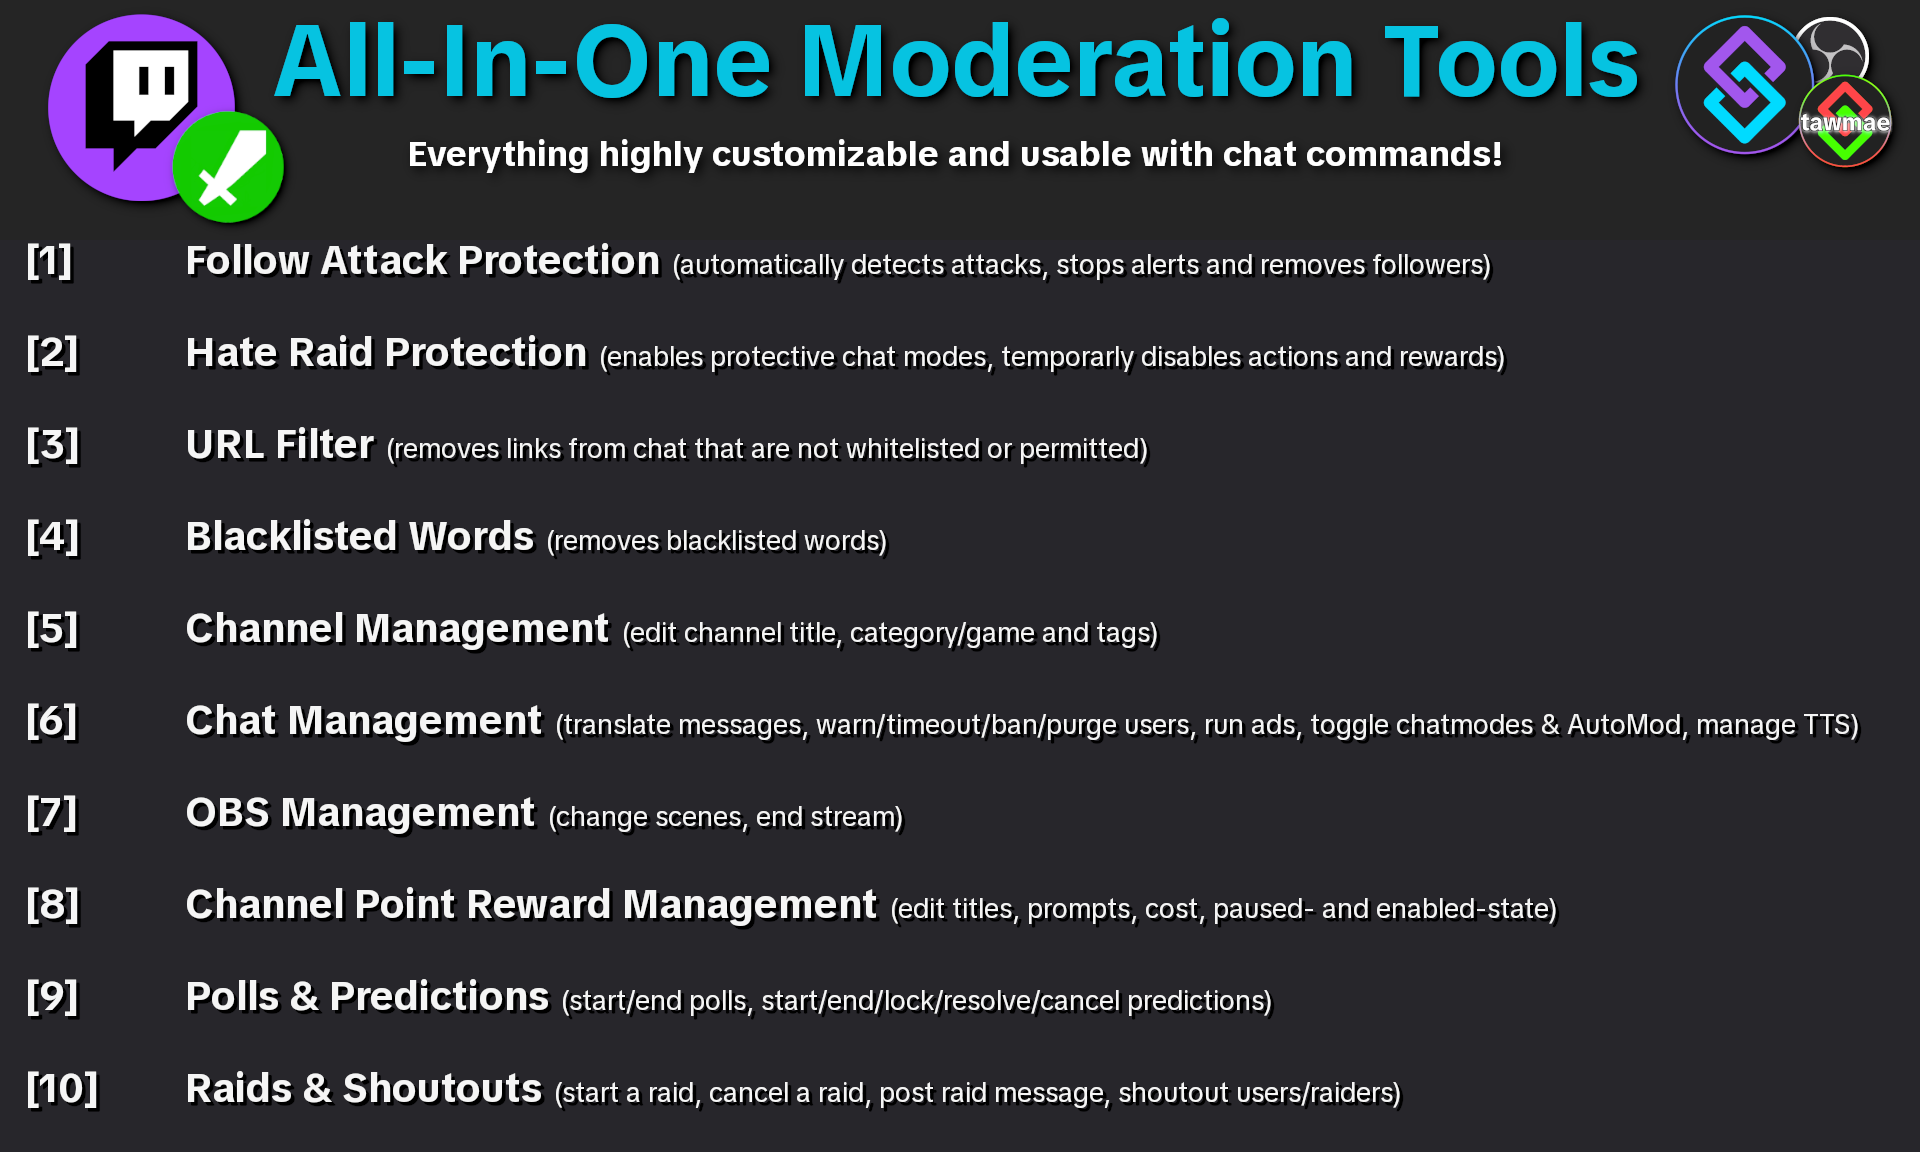 All-In-One Moderation Tools
Everything highly customizable and usable with chat commands!
tawmae
[1] Follow Attack Protection (automatically detects attacks, stops alerts and removes followers)
[2] Hate Raid Protection (enables protective chat modes, temporarly disables actions and rewards)
[3] URL Filter (removes links from chat that are not whitelisted or permitted)
[4] Blacklisted Words (removes blacklisted words)
[5] Channel Management (edit channel title, category/game and tags)
[6] Chat Management (translate messages, warn/timeout/ban/purge users, run ads, toggle chatmodes & AutoMod, manage TTS)
[7] OBS Management (change scenes, end stream)
[8] Channel Point Reward Management (edit titles, prompts, cost, paused- and enabled-state)
[9] Polls & Predictions (start/end polls, start/end/lock/resolve/cancel predictions)
[10] Raids & Shoutouts (start a raid, cancel a raid, post raid message, shoutout users/raiders)